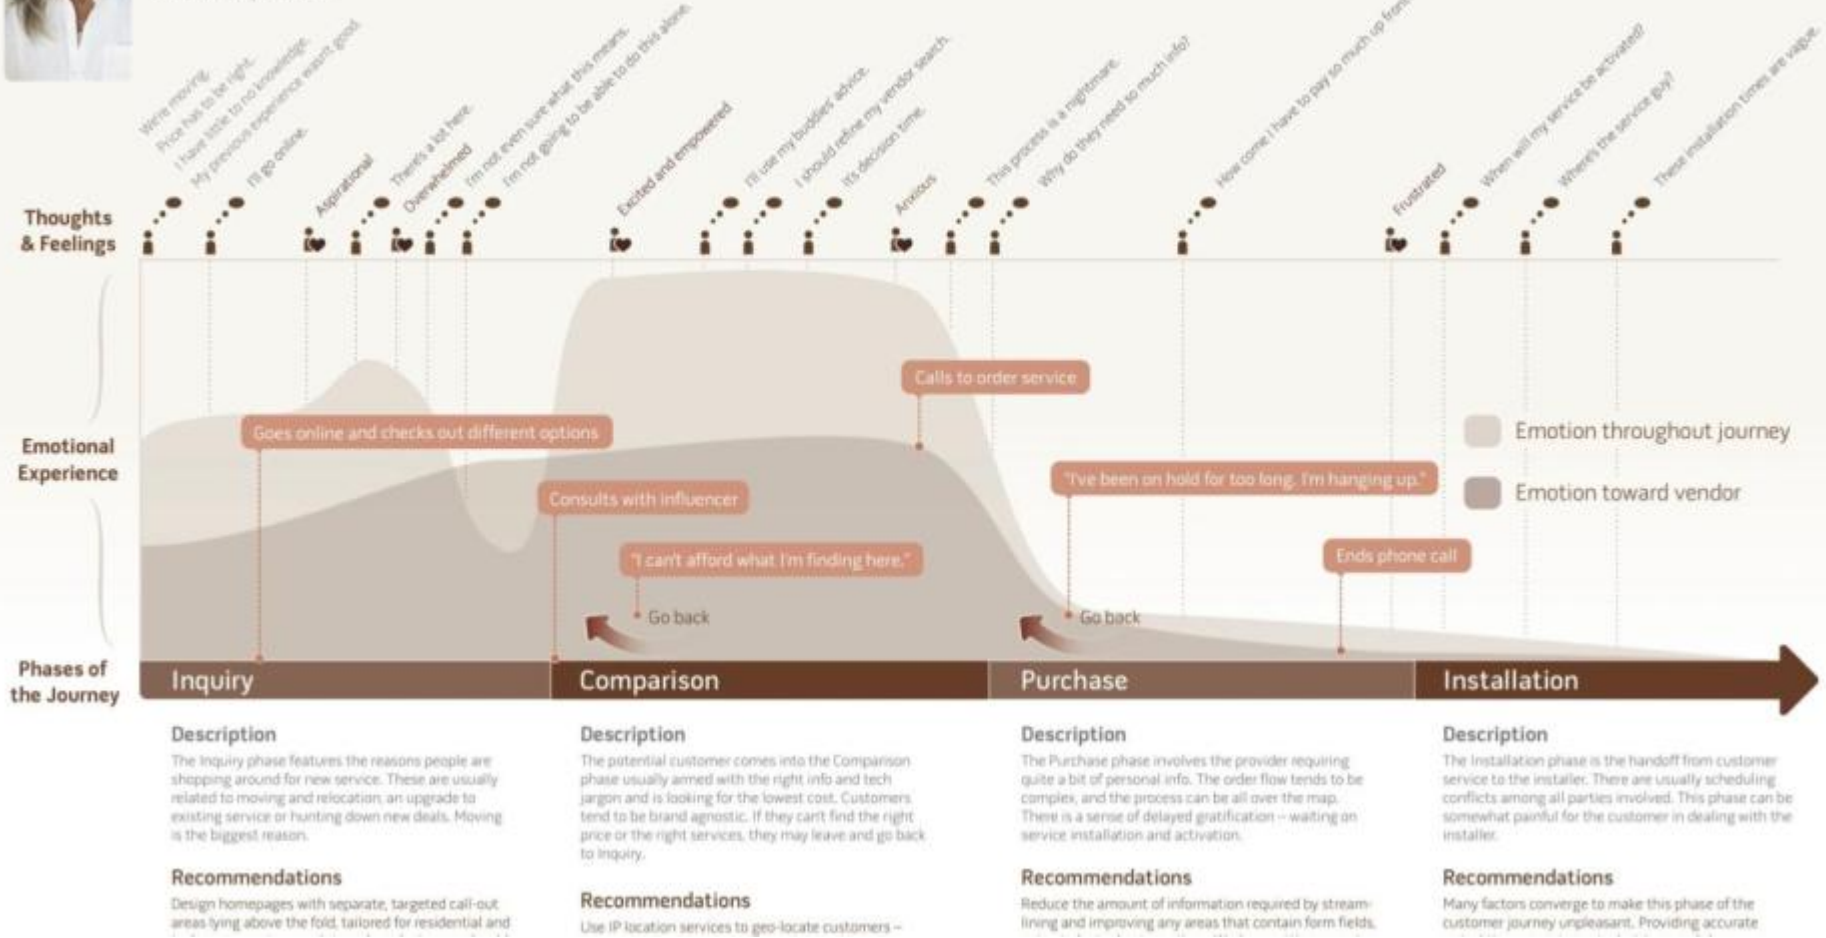 We're moving.
Price has to be right.
I have little to no knowledge.
My previous experience wasn't good.
I'll go online.
Aspirational
There's a lot here.
Overwhelmed
I'm not even sure what this means.
I'm not going to be able to do this alone.
Excited and empowered
I'll use my buddies' advice.
I should refine my vendor search.
It's decision time.
Anxious
This process is a nightmare.
Why do they need so much info?
How come I have to pay so much up front
Frustrated
When will my service be activated?
Where's the service guy?
These installation times are vague.
Thoughts
& Feelings
Calls to order service
Goes online and checks out different options
Emotion throughout journey
Emotional
Experience
"I've been on hold for too long. I'm hanging up."
Consults with influencer
Emotion toward vendor
"I can't afford what I'm finding here."
Ends phone call
Go back
Go back
Phases of
the Journey
Inquiry
Comparison
Purchase
Installation
Description
The Inquiry phase features the reasons people are
shopping around for new service. These are usually
related to moving and relocation, an upgrade to
existing service or hunting down new deals. Moving
is the biggest reason.
Recommendations
Design homepages with separate, targeted call-out
areas lying above the fold, tailored for residential and
Description
The potential customer comes into the Comparison
phase usually armed with the right info and tech
jargon and is looking for the lowest cost. Customers
tend to be brand agnostic. If they can't find the right
price or the right services, they may leave and go back
to Inquiry.
Recommendations
Use IP location services to geo-locate customers –
Description
The Purchase phase involves the provider requiring
quite a bit of personal info. The order flow tends to be
complex, and the process can be all over the map.
There is a sense of delayed gratification – waiting on
service installation and activation.
Recommendations
Reduce the amount of information required by stream-
lining and improving any areas that contain form fields,
Description
The Installation phase is the handoff from customer
service to the installer. There are usually scheduling
conflicts among all parties involved. This phase can be
somewhat painful for the customer in dealing with the
installer.
Recommendations
Many factors converge to make this phase of the
customer journey unpleasant. Providing accurate